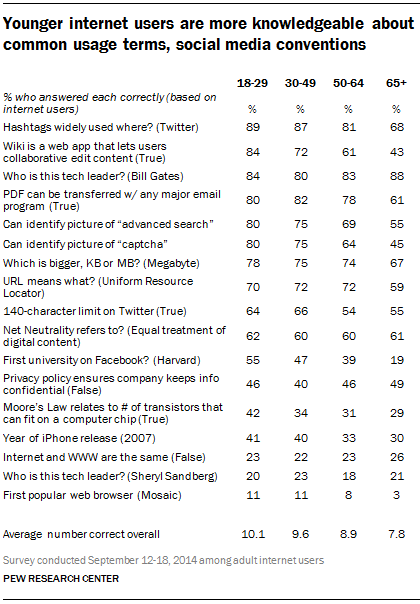 Younger internet users are more knowledgeable about
common usage terms, social media conventions
18-29 30-49 50-64 65+
% who answered each correctly (based on
internet users) % % % %
Hashtags widely used where? (Twitter) 89 87 81 68
Wiki is a web app that lets users
collaborative edit content (True) 84 72 61 43
Who is this tech leader? (Bill Gates) 84 80 83 88
PDF can be transferred w/ any major email
program (True) 80 82 78 61
Can identify picture of “advanced search” 80 75 69 55
Can identify picture of “captcha” 80 75 64 45
Which is bigger, KB or MB? (Megabyte) 78 75 74 67
URL means what? (Uniform Resource
Locator) 70 72 72 59
140-character limit on Twitter (True) 64 66 54 55
Net Neutrality refers to? (Equal treatment of
digital content) 62 60 60 61
First university on Facebook? (Harvard) 55 47 39 19
Privacy policy ensures company keeps info
confidential (False) 46 40 46 49
Moore's Law relates to # of transistors that
can fit on a computer chip (True) 42 34 31 29
Year of iPhone release (2007) 41 40 33 30
Internet and WWW are the same (False) 23 22 23 26
Who is this tech leader? (Sheryl Sandberg) 20 23 18 21
First popular web browser (Mosaic) 11 11 8 3
Average number correct overall 10.1 9.6 8.9 7.8
Survey conducted September 12-18, 2014 among adult internet users
PEW RESEARCH CENTER